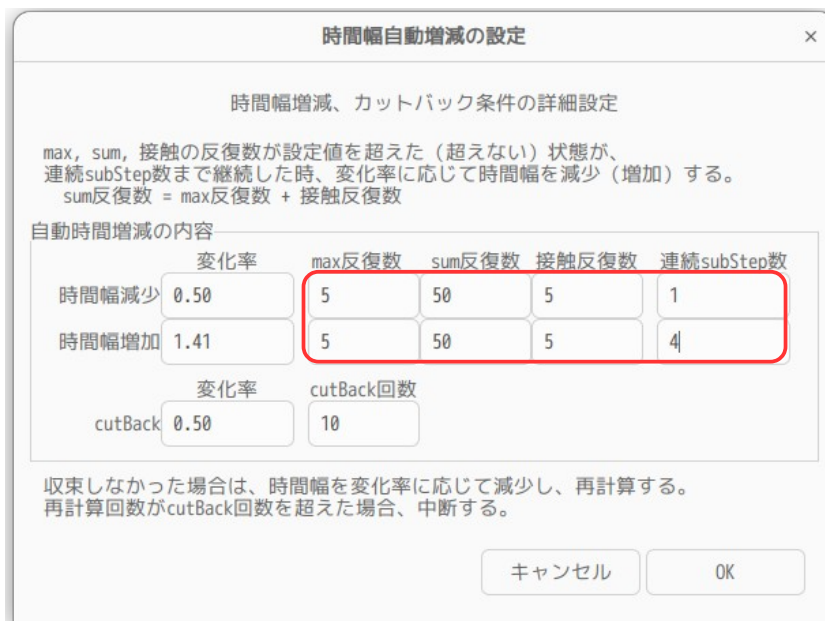 時間幅自動増減の設定 ×
時間幅増減、カットバック条件の詳細設定
max, sum, 接触の反復数が設定値を超えた（超えない）状態が、
連続subStep数まで継続した時、変化率に応じて時間幅を減少（増加）する。
sum反復数 = max反復数 + 接触反復数
自動時間増減の内容
変化率 max反復数 sum反復数 接触反復数 連続subStep数
時間幅減少 0.50 5 50 5 1
時間幅増加 1.41 5 50 5 4
変化率 cutBack回数
cutBack 0.50 10
収束しなかった場合は、時間幅を変化率に応じて減少し、再計算する。
再計算回数がcutBack回数を超えた場合、中断する。
キャンセル OK